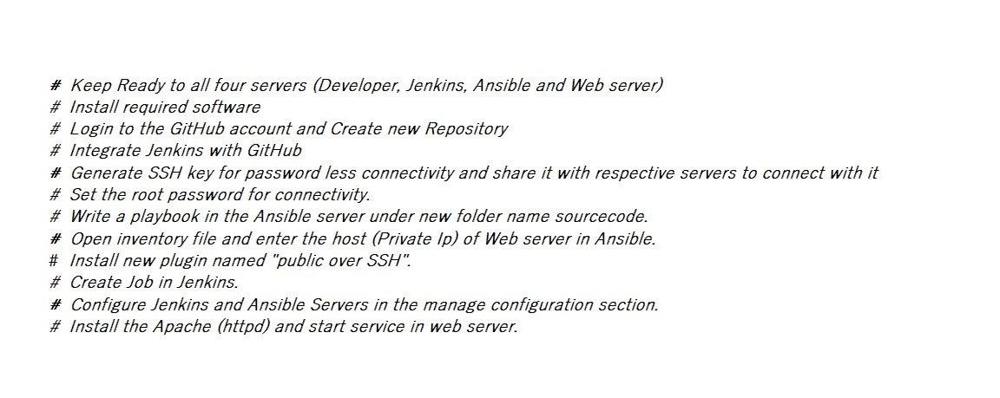 # Keep Ready to all four servers (Developer, Jenkins, Ansible and Web server)
# Install required software
# Login to the GitHub account and Create new Repository
# Integrate Jenkins with GitHub
# Generate SSH key for password less connectivity and share it with respective servers to connect with it
# Set the root password for connectivity.
# Write a playbook in the Ansible server under new folder name sourcecode.
# Open inventory file and enter the host (Private Ip) of Web server in Ansible.
# Install new plugin named "public over SSH".
# Create Job in Jenkins.
# Configure Jenkins and Ansible Servers in the manage configuration section.
# Install the Apache (httpd) and start service in web server.